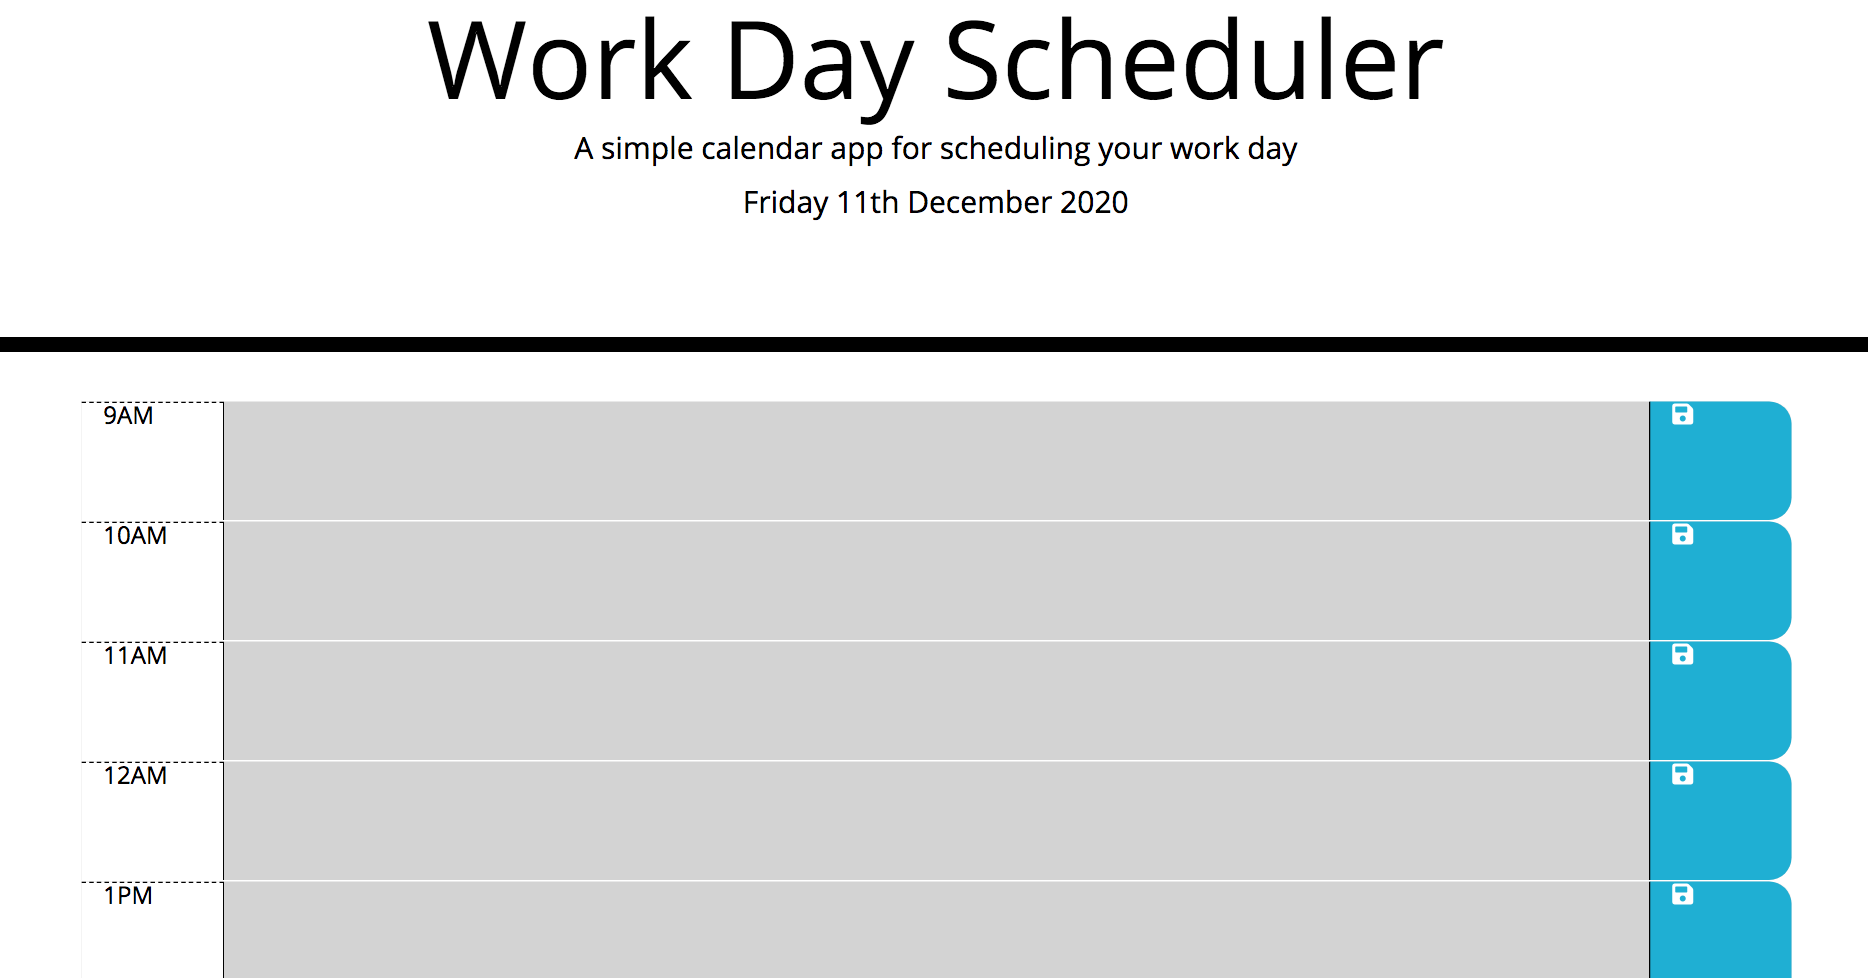 Work Day Scheduler
A simple calendar app for scheduling your work day
Friday 11th December 2020
9AM
10AM
11AM
12AM
1PM